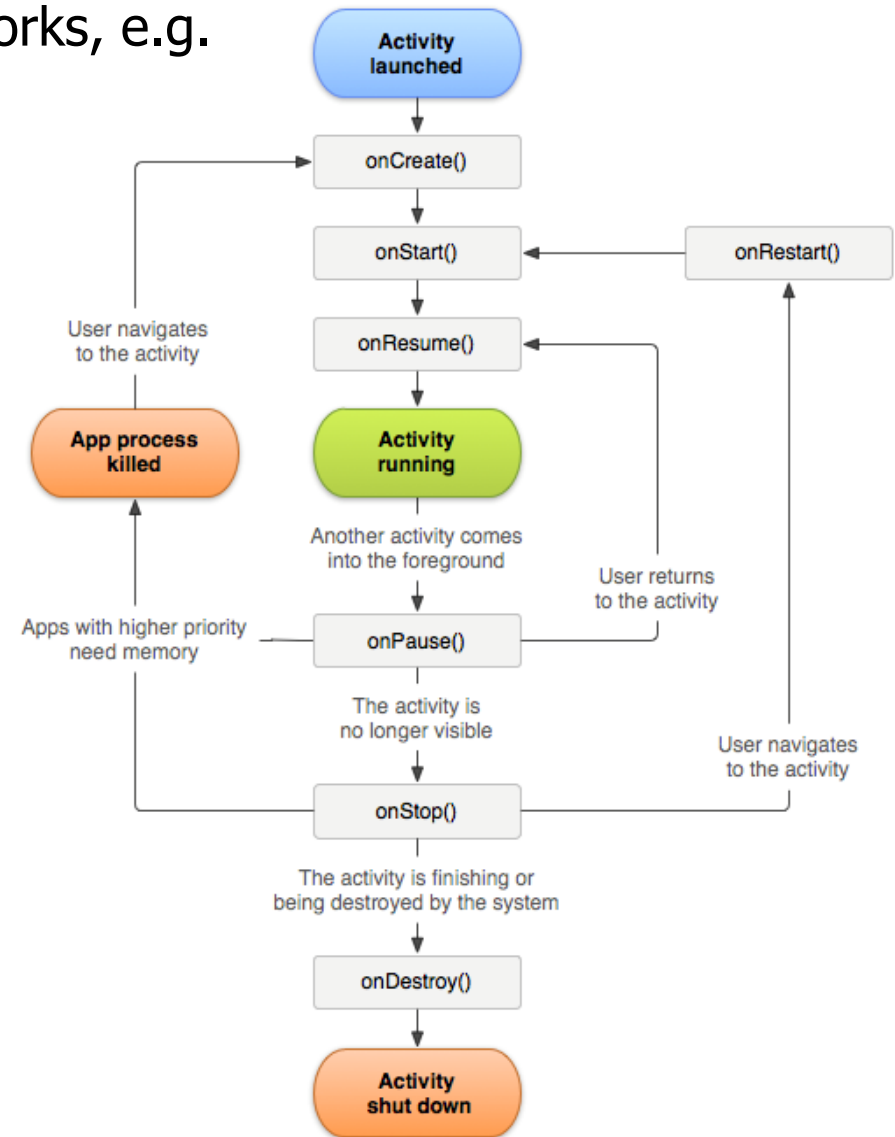 orks, e.g.
Activity
launched
onCreate()
onStart()
onRestart()
onResume()
User navigates
to the activity
App process
killed
Activity
running
Another activity comes
into the foreground
User returns
to the activity
Apps with higher priority
need memory
onPause()
The activity is
no longer visible
User navigates
to the activity
onStop()
The activity is finishing or
being destroyed by the system
onDestroy()
Activity
shut down